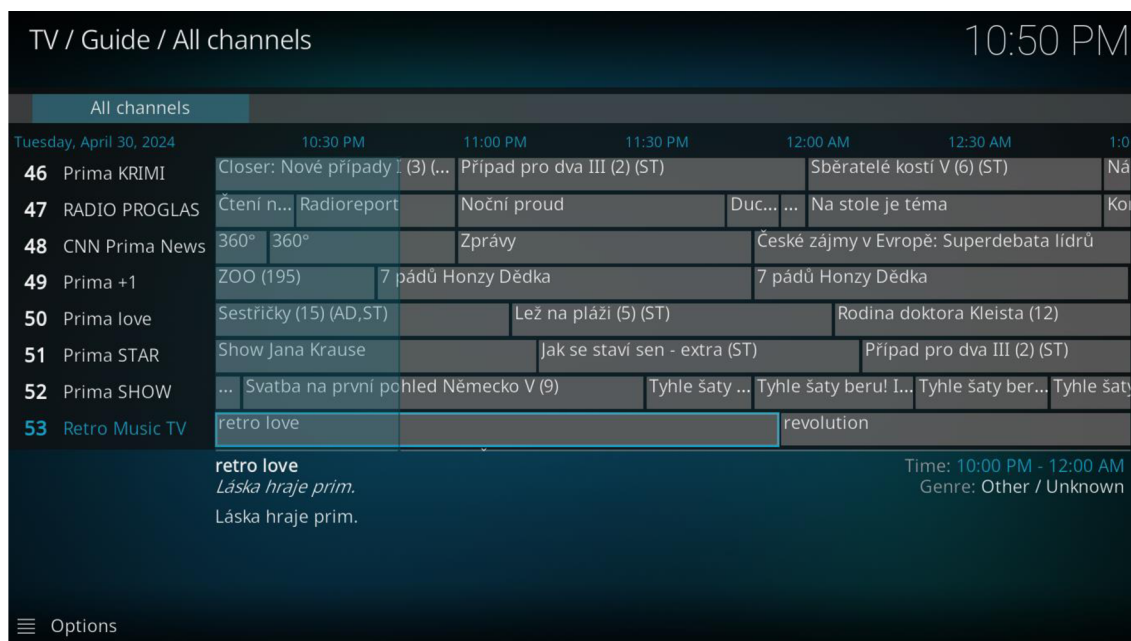 TV / Guide / All channels 10:50 PM
All channels
Tuesday, April 30, 2024 10:30 PM 11:00 PM 11:30 PM 12:00 AM 12:30 AM 1:0
46 Prima KRIMI Closer: Nové případy I (3) (... Případ pro dva III (2) (ST) Sběratelé kostí V (6) (ST) Ná
47 RADIO PROGLAS Čtení n... Radioreport Noční proud Duc... ... Na stole je téma Ko
48 CNN Prima News 360° 360° Zprávy České zájmy v Evropě: Superdebata lídrů
49 Prima +1 ZOO (195) 7 pádů Honzy Dědka 7 pádů Honzy Dědka
50 Prima love Sestřičky (15) (AD,ST) Lež na pláži (5) (ST) Rodina doktora Kleista (12)
51 Prima STAR Show Jana Krause Jak se staví sen - extra (ST) Případ pro dva III (2) (ST)
52 Prima SHOW ... Svatba na první pohled Německo V (9) Tyhle šaty ... Tyhle šaty beru! I... Tyhle šaty ber... Tyhle šaty
53 Retro Music TV retro love revolution
retro love Time: 10:00 PM - 12:00 AM
Láska hraje prim. Genre: Other / Unknown
Láska hraje prim.
Options